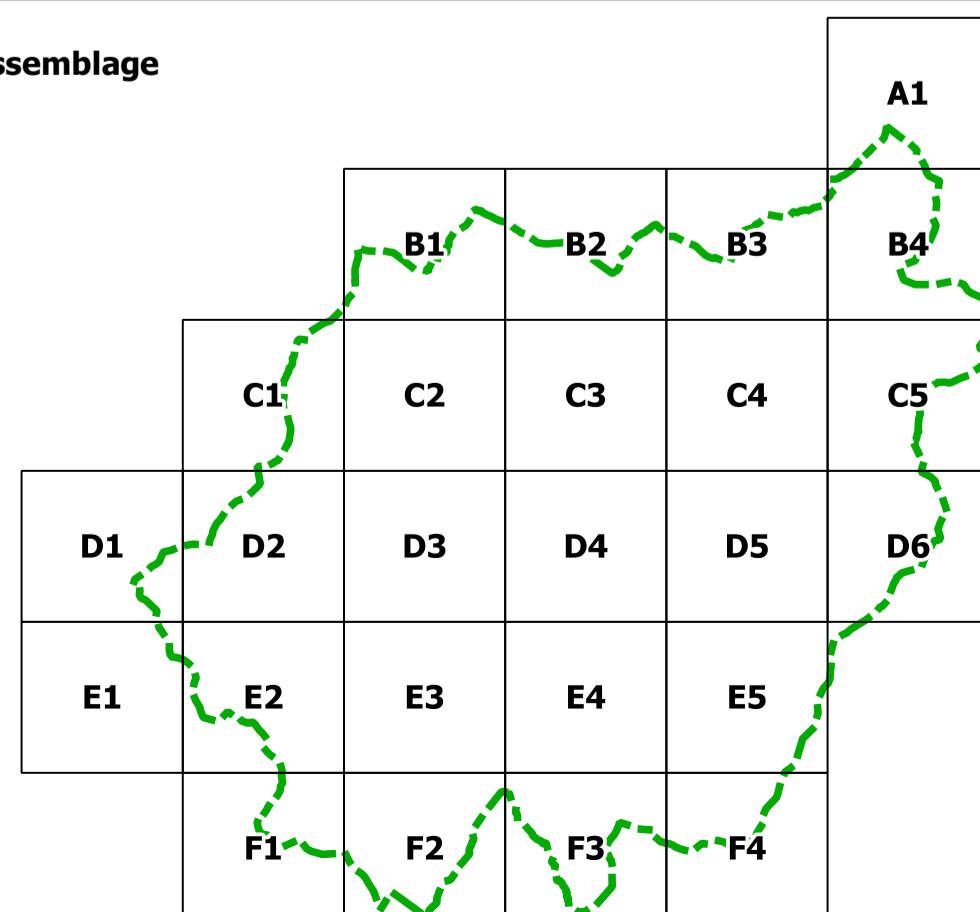 ssemblage
A1
B1 B2 B3 B4
C1 C2 C3 C4 C5
D1 D2 D3 D4 D5 D6
E1 E2 E3 E4 E5
F1 F2 F3 F4